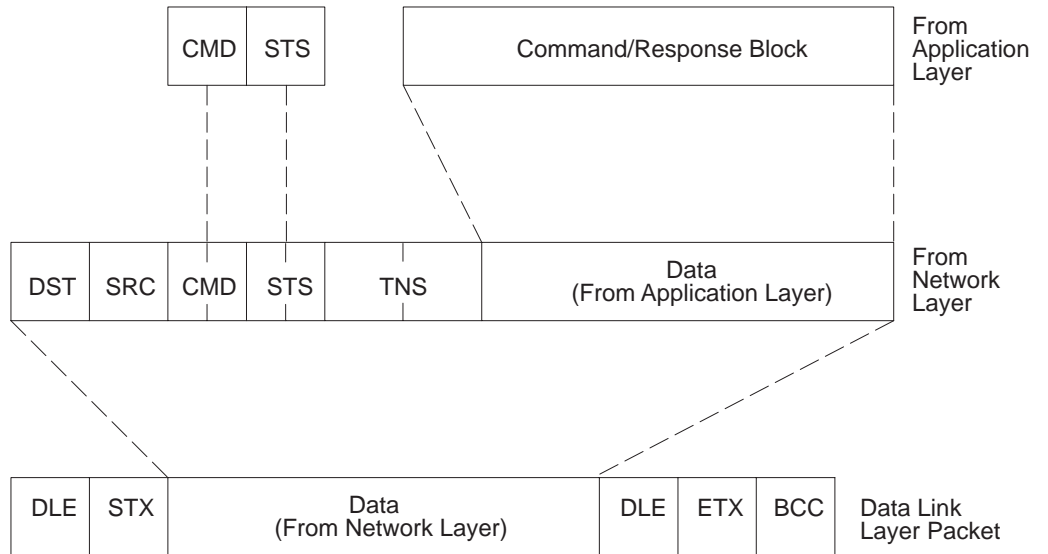 CMD STS Command/Response Block From
Application
Layer
DST SRC CMD STS TNS Data
(From Application Layer) From
Network
Layer
DLE STX Data
(From Network Layer) DLE ETX BCC Data Link
Layer Packet